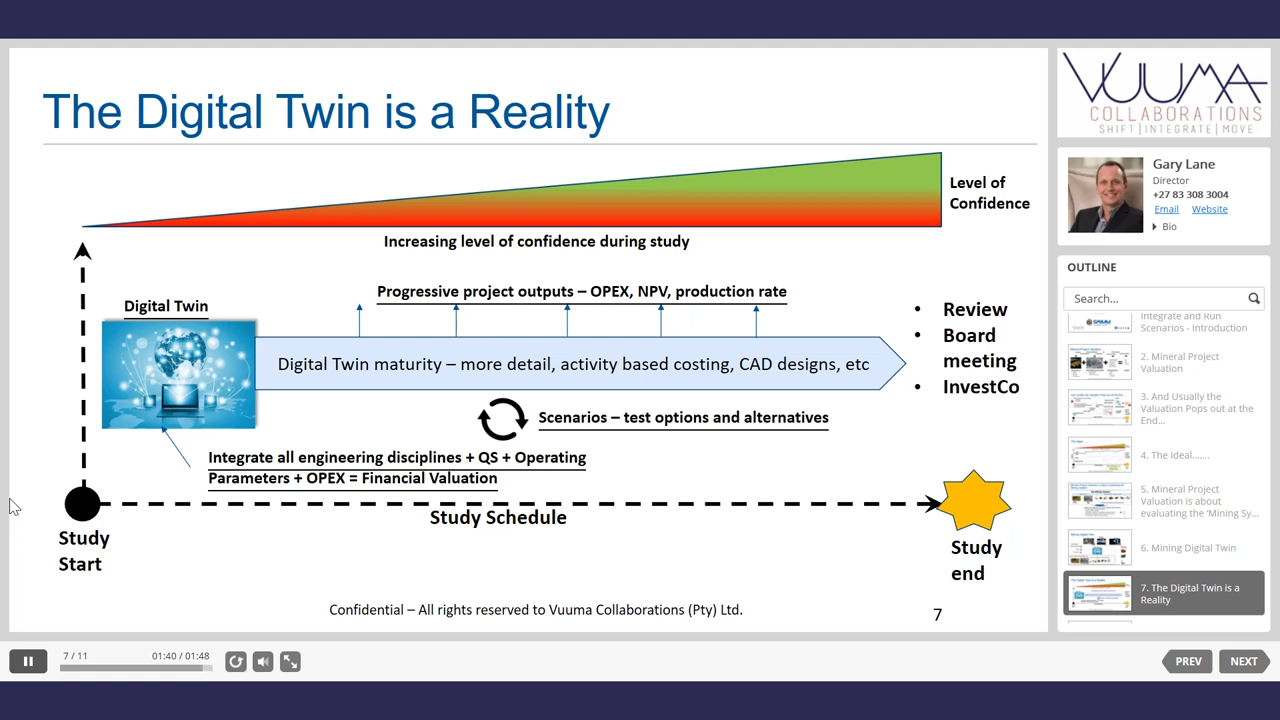 The Digital Twin is a Reality
Level of
Confidence
Increasing level of confidence during study
Progressive project outputs – OPEX, NPV, production rate
Digital Twin
Digital Twin maturity – more detail, activity based costing, CAD designs, etc
• Review
• Board
meeting
• InvestCo
Scenarios – test options and alternatives
Integrate all engineering disciplines + QS + Operating
Parameters + OPEX = Financial Valuation
Study Schedule
Study
Start
Study
end
Confidential – All rights reserved to Vuuma Collaborations (Pty) Ltd.
7
VUUMA
COLLABORATIONS
SHIFT|INTEGRATE|MOVE
Gary Lane
Director
+27 83 308 3004
Email Website
Bio
OUTLINE
Search...
Integrate and Run
Scenarios - Introduction
2. Mineral Project
Valuation
3. And Usually the
Valuation Pops out at the
End...
4. The Ideal.......
5. Mineral Project
Valuation is about
evaluating the ‘Mining Sy...
6. Mining Digital Twin
7. The Digital Twin is a
Reality
7 / 11 01:40 / 01:48
PREV NEXT